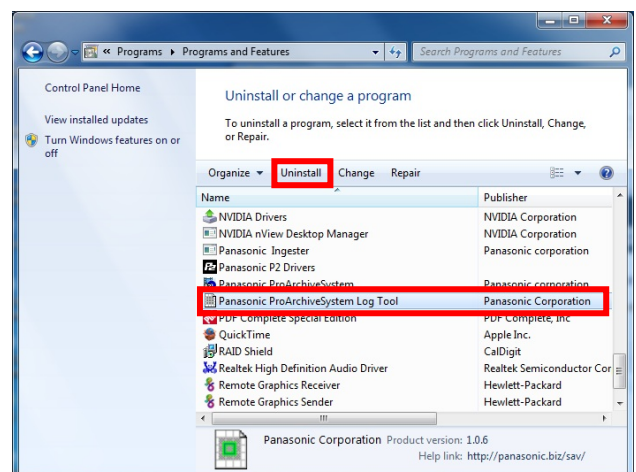 « Programs ▸ Programs and Features
Search Programs and Features
Control Panel Home
View installed updates
Turn Windows features on or
off
Uninstall or change a program
To uninstall a program, select it from the list and then click Uninstall, Change,
or Repair.
Organize Uninstall Change Repair
Name Publisher
NVIDIA Drivers NVIDIA Corporation
NVIDIA nView Desktop Manager NVIDIA Corporation
Panasonic Ingester Panasonic corporation
Panasonic P2 Drivers
Panasonic ProArchiveSystem Panasonic corporation
Panasonic ProArchiveSystem Log Tool Panasonic Corporation
PDF Complete Special Edition PDF Complete, Inc
QuickTime Apple Inc.
RAID Shield CalDigit
Realtek High Definition Audio Driver Realtek Semiconductor Cor
Remote Graphics Receiver Hewlett-Packard
Remote Graphics Sender Hewlett-Packard
Panasonic Corporation Product version: 1.0.6
Help link: http://panasonic.biz/sav/